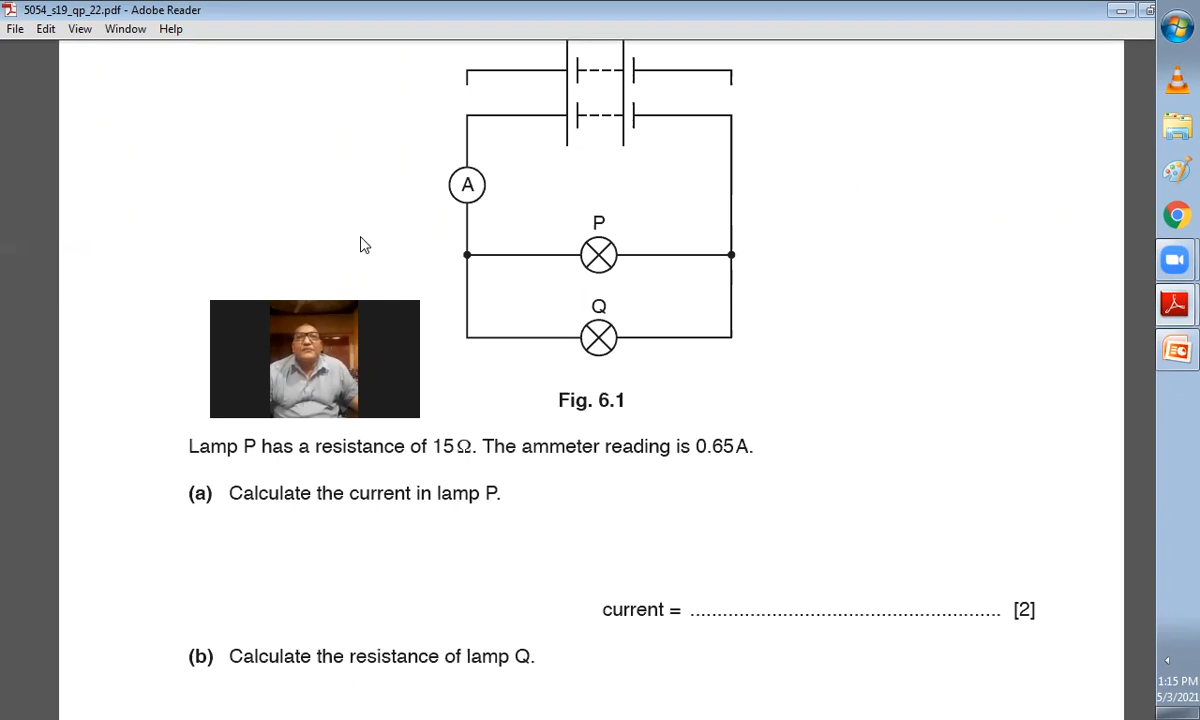 5054_s19_qp_22.pdf - Adobe Reader
File Edit View Window Help
A
P
Q
Fig. 6.1
Lamp P has a resistance of 15 Ω. The ammeter reading is 0.65 A.
(a) Calculate the current in lamp P.
current = ....................................................... [2]
(b) Calculate the resistance of lamp Q.
1:15 PM
5/3/2021